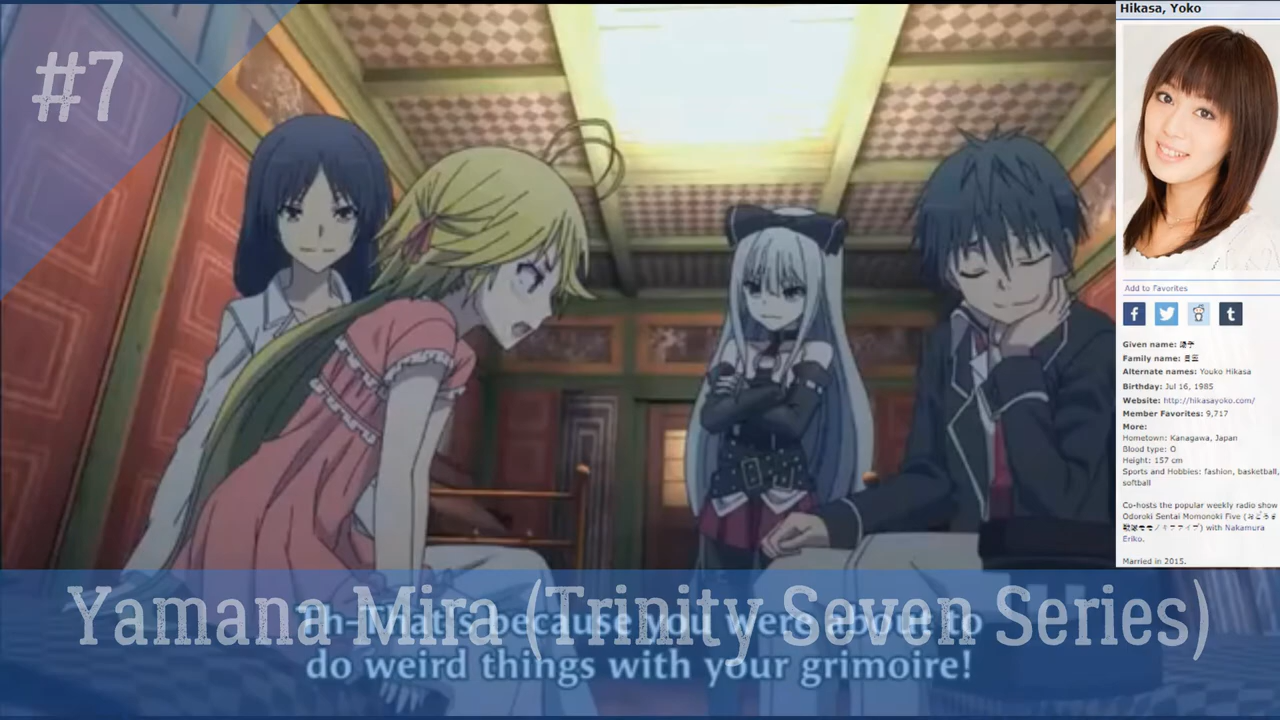 Hikasa, Yoko
#7
Add to Favorites
f t
Given name: 陽子
Family name: 日笠
Alternate names: Youko Hikasa
Birthday: Jul 16, 1985
Website: http://hikasayoko.com/
Member Favorites: 9,717
More:
Hometown: Kanagawa, Japan
Blood type: O
Height: 157 cm
Sports and Hobbies: fashion, basketball,
softball
Co-hosts the popular weekly radio show
Odoroki Sentai Momonoki Five (
) with Nakamura
Eriko.
Married in 2015.
Yamana Mira (Trinity Seven Series)
Th-That's because you were about to
do weird things with your grimoire!